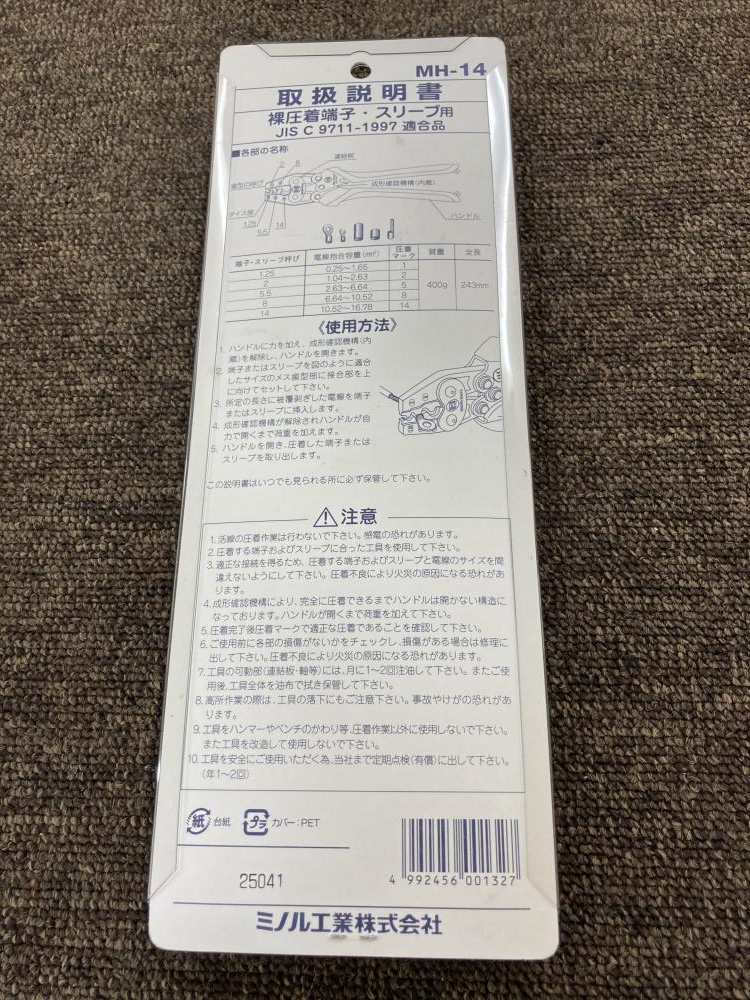 MH-14
取扱説明書
裸圧着端子・スリーブ用
JIS C 9711-1997 適合品
■各部の名称
2 8
連結板
歯型の呼び
成形確認機構(内蔵)
ダイス部
1.25
5.5
14
ハンドル
端子・スリーブ呼び 電線抱合容量(mm²) 圧着マーク 質量 全長
1.25 0.25〜1.65 1
2 1.04〜2.63 2
5.5 2.63〜6.64 5 400g 243mm
8 6.64〜10.52 8
14 10.52〜16.78 14
《使用方法》
1. ハンドルに力を加え、成形確認機構(内
蔵)を解除し、ハンドルを開きます。
2. 端子またはスリーブを図のように適合
したサイズのメス歯型部に接合部を上
に向けてセットして下さい。
3. 所定の長さに被覆剥ぎした電線を端子
またはスリーブに挿入します。
4. 成形確認機構が解除されハンドルが自
力で開くまで荷重を加えます。
5. ハンドルを開き、圧着した端子または
スリーブを取り出します。
この説明書はいつでも見られる所に必ず保管して下さい。
注意
1. 活線の圧着作業は行わないで下さい。感電の恐れがあります。
2. 圧着する端子およびスリーブに合った工具を使用して下さい。
3. 適正な接続を得るため、圧着する端子およびスリーブと電線のサイズを間
違えないようにして下さい。圧着不良により火災の原因になる恐れがあ
ります。
4. 成形確認機構により、完全に圧着できるまでハンドルは開かない構造に
なっております。ハンドルが開くまで荷重を加えて下さい。
5. 圧着完了後圧着マークで適正な圧着であることを確認して下さい。
6. ご使用前に各部の損傷がないかをチェックし、損傷がある場合は修理に
出して下さい。圧着不良により火災の原因になる恐れがあります。
7. 工具の可動部(連結板・軸等)には、月に1〜2回注油して下さい。またご使
用後、工具全体を油布で拭き保管して下さい。
8. 高所作業の際は、工具の落下にもご注意下さい。事故やけがの恐れがあ
ります。
9. 工具をハンマーやペンチのかわり等、圧着作業以外に使用しないで下さい。
また工具を改造して使用しないで下さい。
10. 工具を安全にご使用いただく為、当社まで定期点検(有償)に出して下さい。
(年1〜2回)
紙 台紙 プラ カバー:PET
25041
4 992456 001327
ミノル工業株式会社